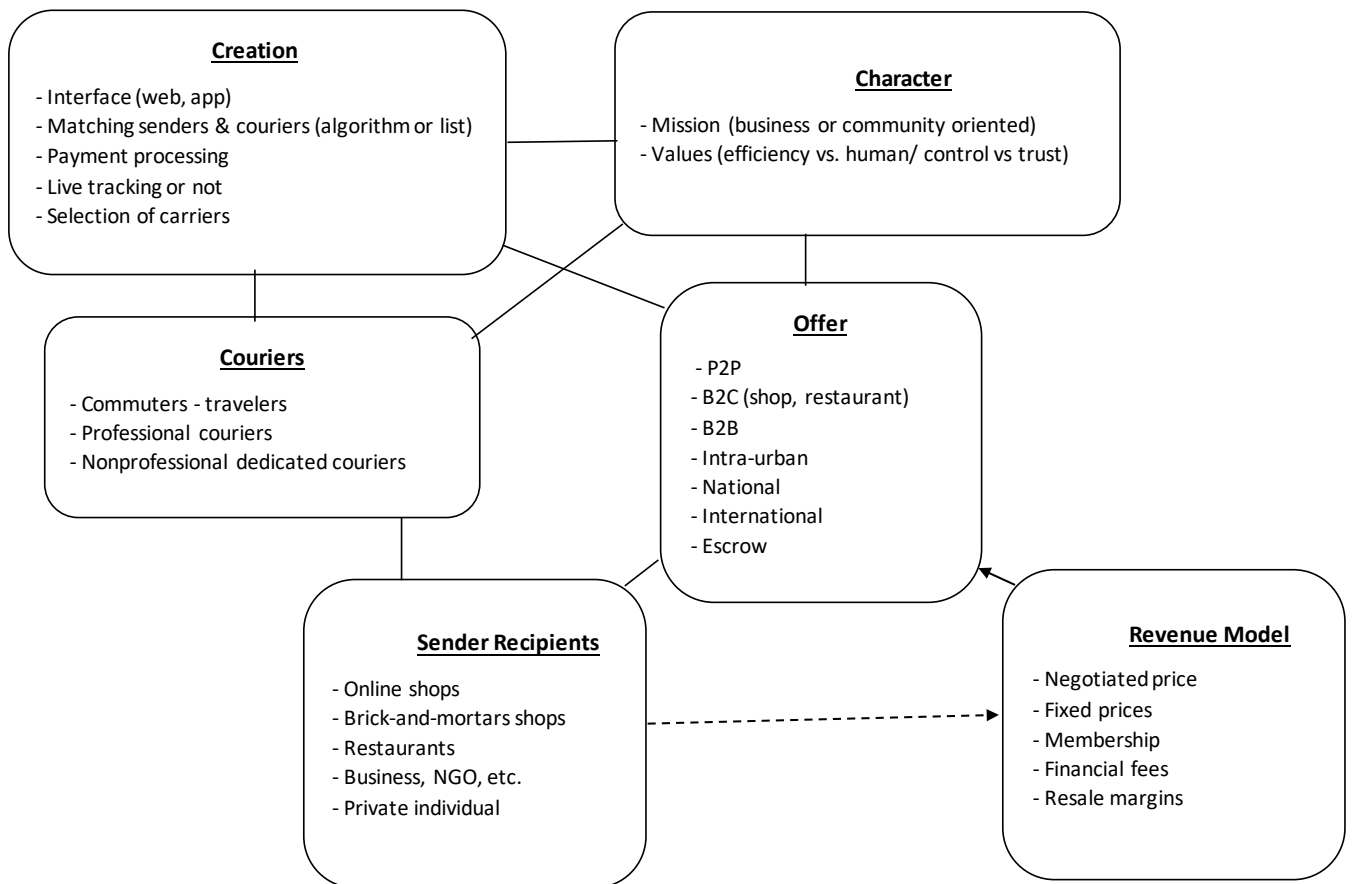 Creation
- Interface (web, app)
- Matching senders & couriers (algorithm or list)
- Payment processing
- Live tracking or not
- Selection of carriers
Character
- Mission (business or community oriented)
- Values (efficiency vs. human/ control vs trust)
Couriers
- Commuters - travelers
- Professional couriers
- Nonprofessional dedicated couriers
Offer
- P2P
- B2C (shop, restaurant)
- B2B
- Intra-urban
- National
- International
- Escrow
Sender Recipients
- Online shops
- Brick-and-mortars shops
- Restaurants
- Business, NGO, etc.
- Private individual
Revenue Model
- Negotiated price
- Fixed prices
- Membership
- Financial fees
- Resale margins